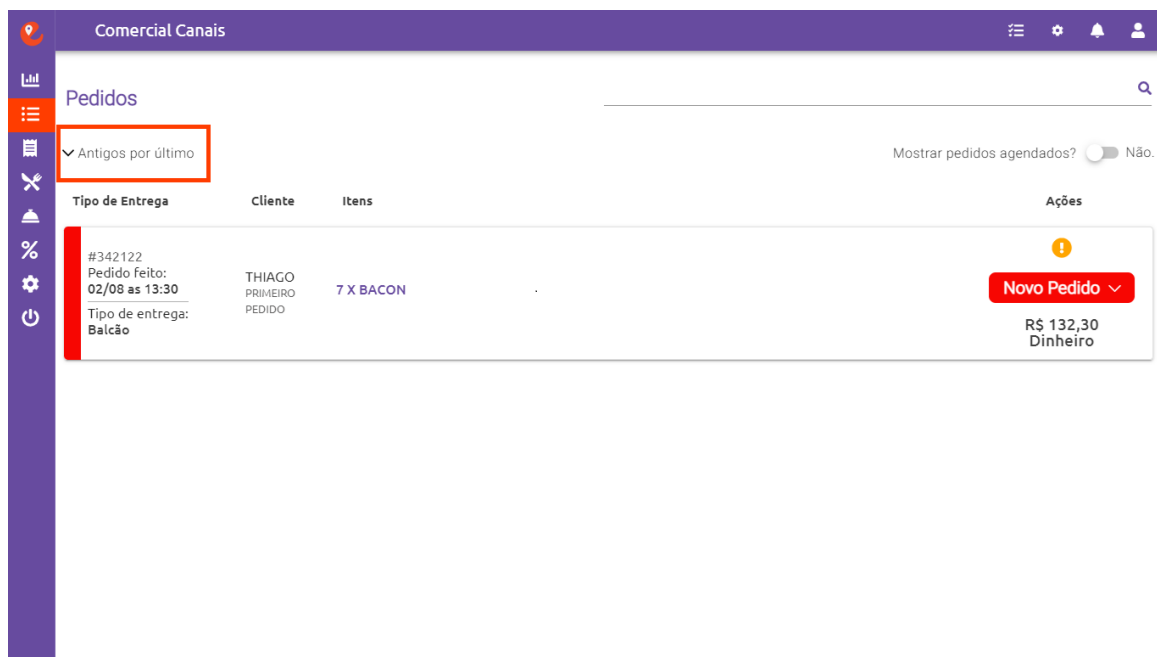 Comercial Canais
Pedidos
Antigos por último
Mostrar pedidos agendados? Não.
Tipo de Entrega Cliente Itens Ações
#342122
Pedido feito:
02/08 as 13:30
Tipo de entrega:
Balcão
THIAGO
PRIMEIRO
PEDIDO
7 X BACON
.
Novo Pedido
R$ 132,30
Dinheiro